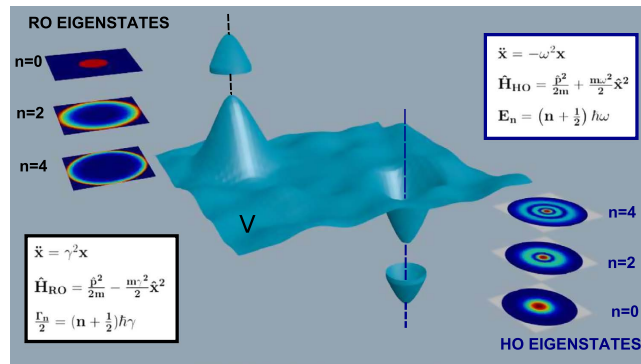 RO EIGENSTATES
n=0
n=2
n=4
ẍ = −ω²x
Ĥ_HO = p̂²/2m + mω²/2 x̂²
E_n = (n + 1/2) ħω
V
ẍ = γ²x
Ĥ_RO = p̂²/2m − mγ²/2 x̂²
Γ_n/2 = (n + 1/2)ħγ
n=4
n=2
n=0
HO EIGENSTATES